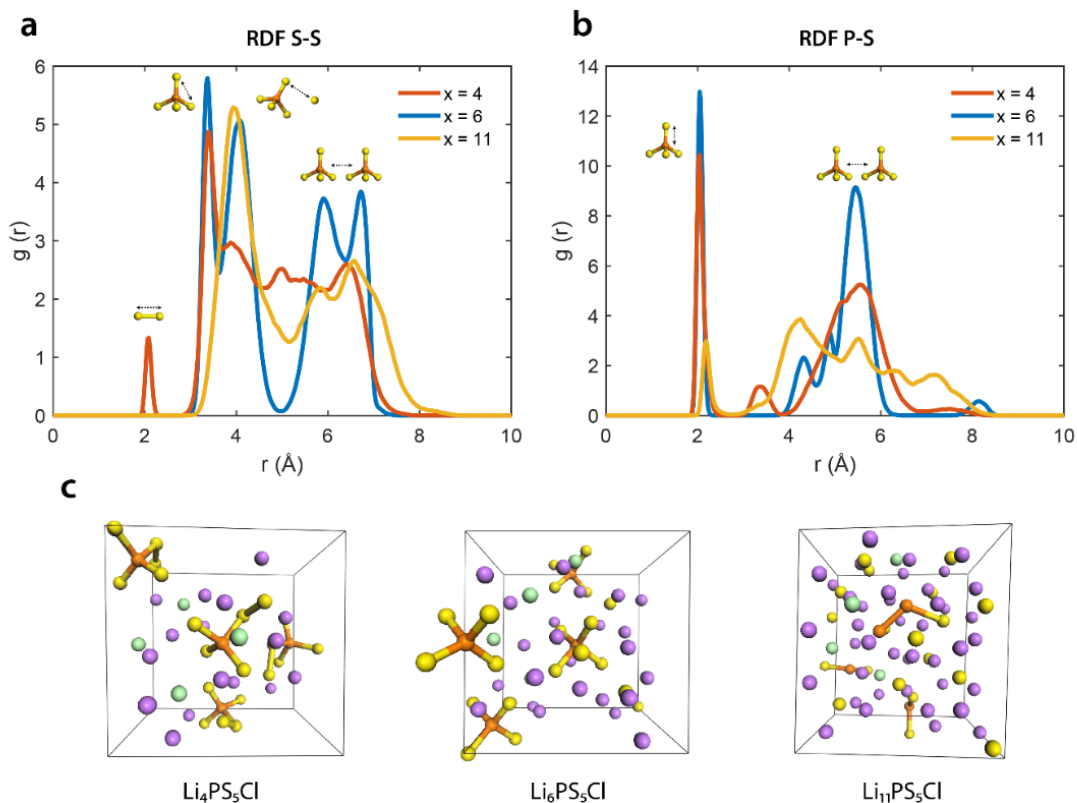 a
RDF S-S
6
5
4
3
2
1
0
g (r)
x = 4
x = 6
x = 11
0 2 4 6 8 10
r (Å)
b
RDF P-S
14
12
10
8
6
4
2
0
g (r)
x = 4
x = 6
x = 11
0 2 4 6 8 10
r (Å)
c
Li₄PS₅Cl
Li₆PS₅Cl
Li₁₁PS₅Cl